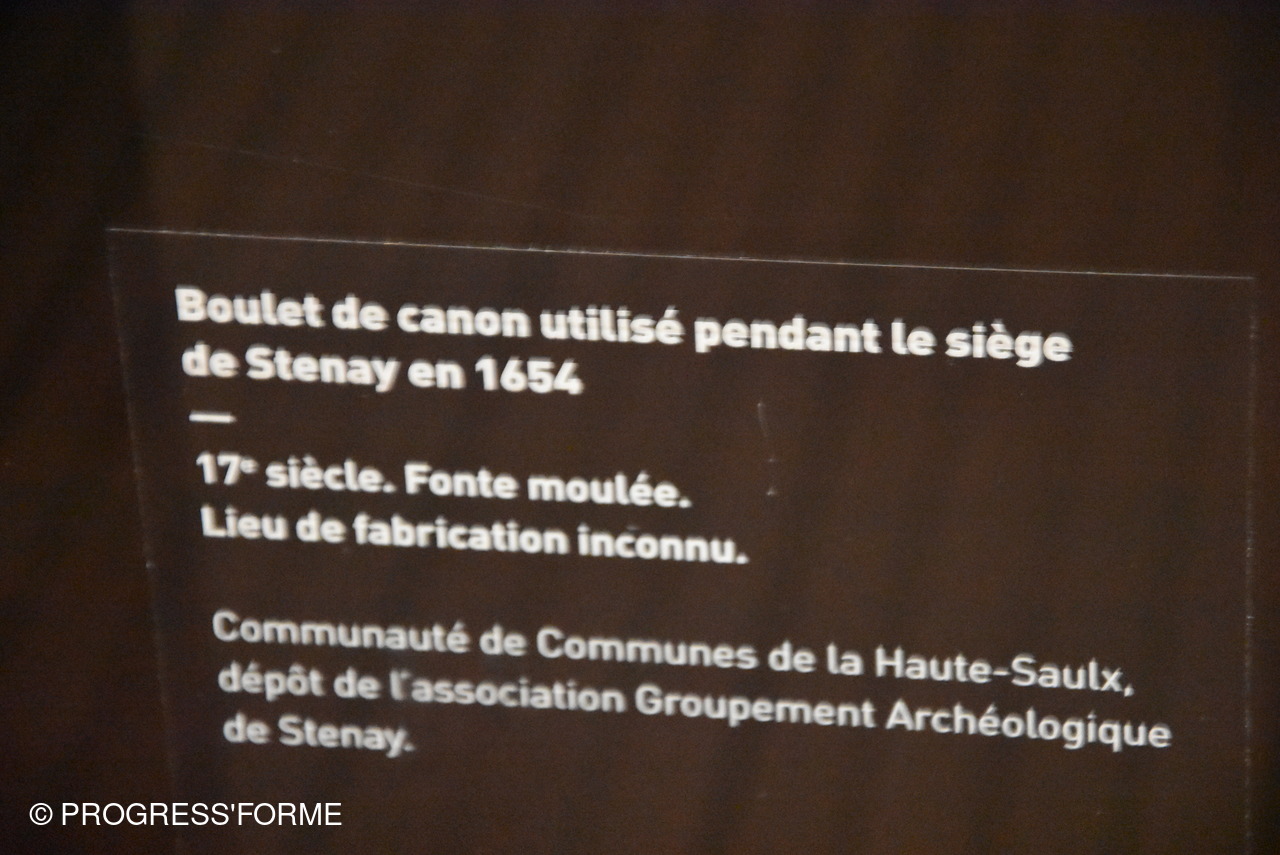 Boulet de canon utilisé pendant le siège
de Stenay en 1654
—
17e siècle. Fonte moulée.
Lieu de fabrication inconnu.
Communauté de Communes de la Haute-Saulx,
dépôt de l'association Groupement Archéologique
de Stenay.
© PROGRESS'FORME